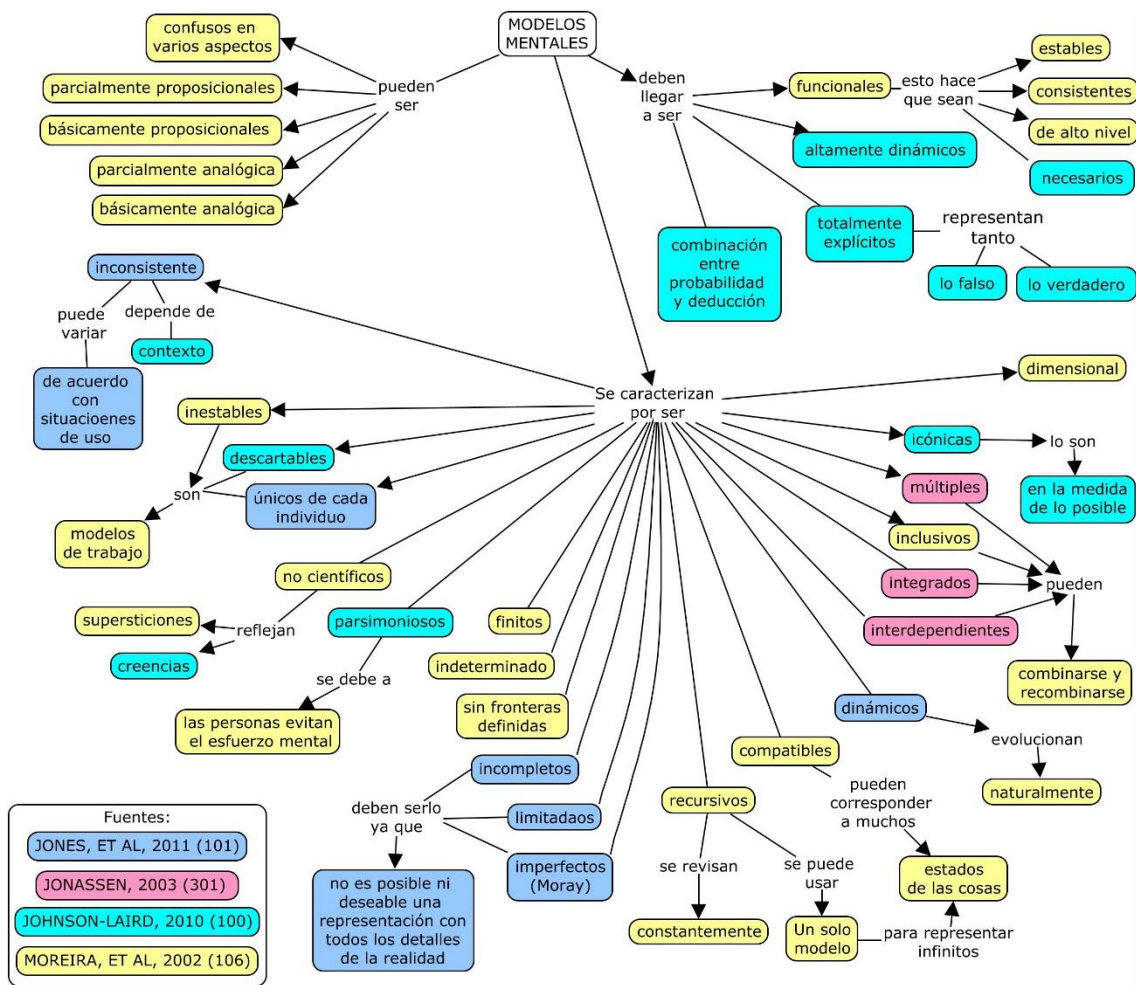 MODELOS
MENTALES
confusos en
varios aspectos
parcialmente proposicionales
básicamente proposicionales
parcialmente analógica
básicamente analógica
pueden
ser
deben
llegar
a ser
funcionales
esto hace
que sean
estables
consistentes
de alto nivel
necesarios
altamente dinámicos
totalmente
explícitos
representan
tanto
lo falso
lo verdadero
combinación
entre
probabilidad
y deducción
inconsistente
puede
variar
depende de
contexto
de acuerdo
con
situacioenes
de uso
Se caracterizan
por ser
dimensional
inestables
descartables
son
únicos de cada
individuo
modelos
de trabajo
icónicas
lo son
en la medida
de lo posible
múltiples
inclusivos
integrados
interdependientes
pueden
combinarse y
recombinarse
no científicos
supersticiones
reflejan
creencias
parsimoniosos
se debe a
las personas evitan
el esfuerzo mental
finitos
indeterminado
sin fronteras
definidas
dinámicos
evolucionan
naturalmente
compatibles
pueden
corresponder
a muchos
estados
de las cosas
recursivos
se revisan
constantemente
se puede
usar
Un solo
modelo
para representar
infinitos
incompletos
limitadaos
imperfectos
(Moray)
deben serlo
ya que
no es posible ni
deseable una
representación con
todos los detalles
de la realidad
Fuentes:
JONES, ET AL, 2011 (101)
JONASSEN, 2003 (301)
JOHNSON-LAIRD, 2010 (100)
MOREIRA, ET AL, 2002 (106)